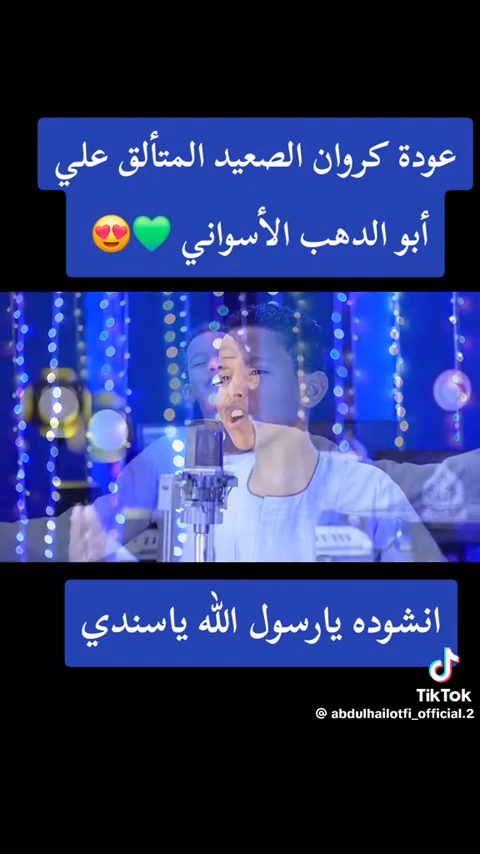 عودة كروان الصعيد المتألق علي
أبو الدهب الأسواني 💚😍
انشوده يارسول الله ياسندي
TikTok
@ abdulhailotfi_official.2